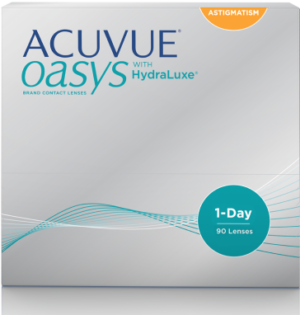 ASTIGMATISM
ACUVUE®
oasys WITH HydraLuxe®
BRAND CONTACT LENSES
1-Day
90 Lenses